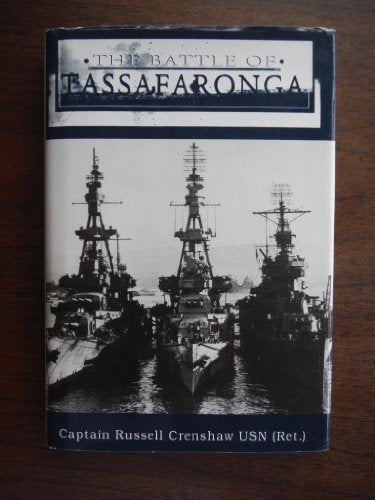 ·THE BATTLE OF·
TASSAFARONGA
Captain Russell Crenshaw USN (Ret.)